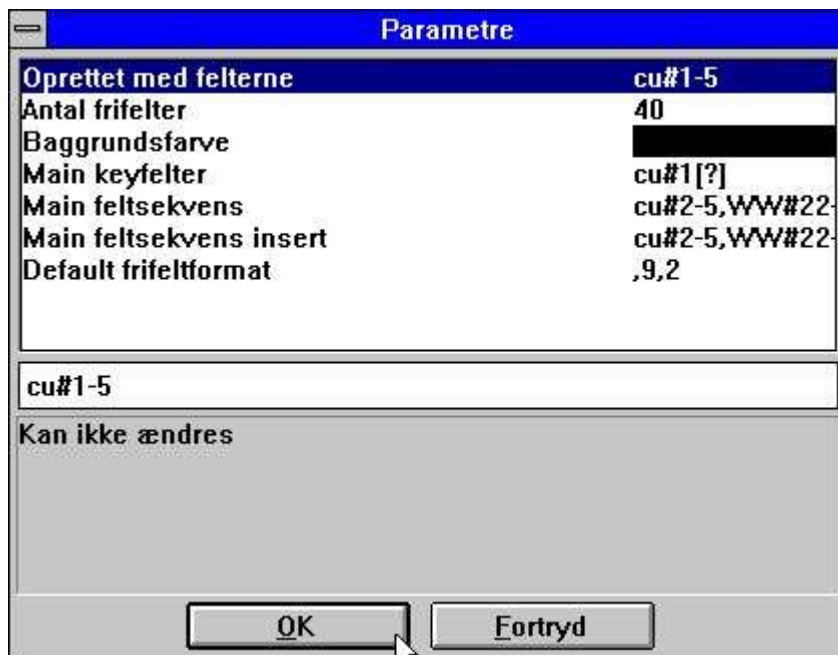 Parametre
Oprettet med felterne cu#1-5
Antal frifelter 40
Baggrundsfarve
Main keyfelter cu#1[?]
Main feltsekvens cu#2-5,WW#22-
Main feltsekvens insert cu#2-5,WW#22-
Default frifeltformat ,9,2
cu#1-5
Kan ikke ændres
OK Fortryd